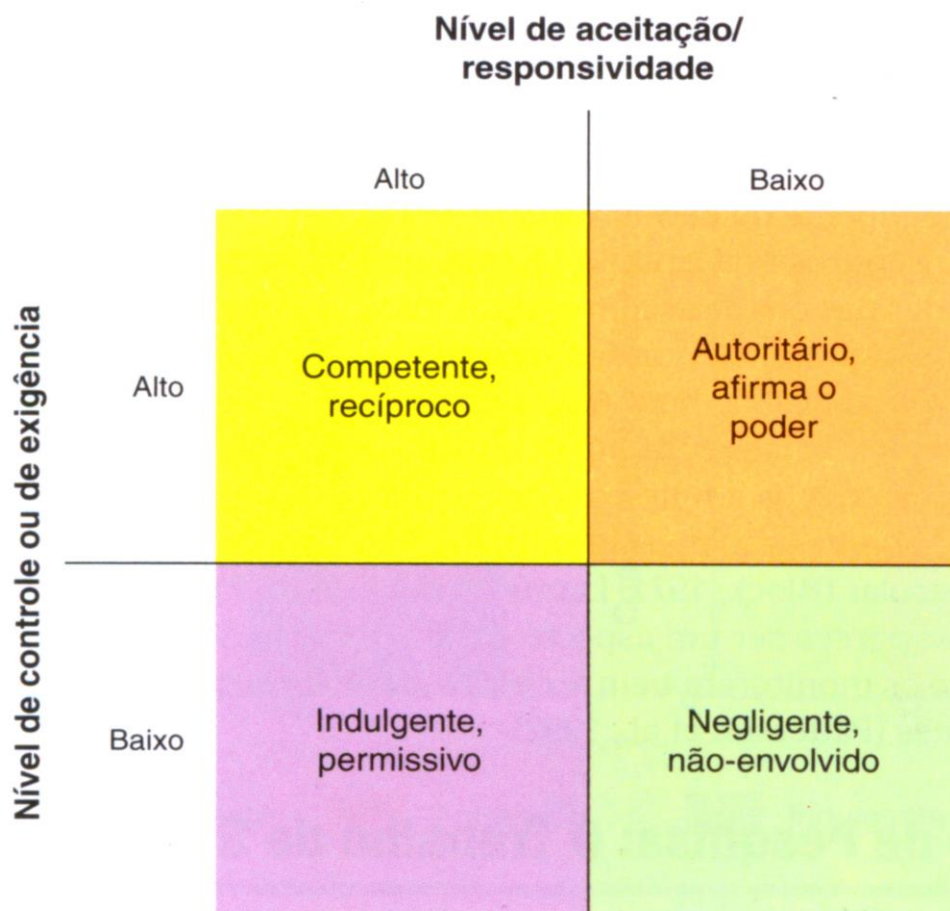 Nível de aceitação/
responsividade
Alto
Baixo
Nível de controle ou de exigência
Alto
Competente,
recíproco
Autoritário,
afirma o
poder
Baixo
Indulgente,
permissivo
Negligente,
não-envolvido